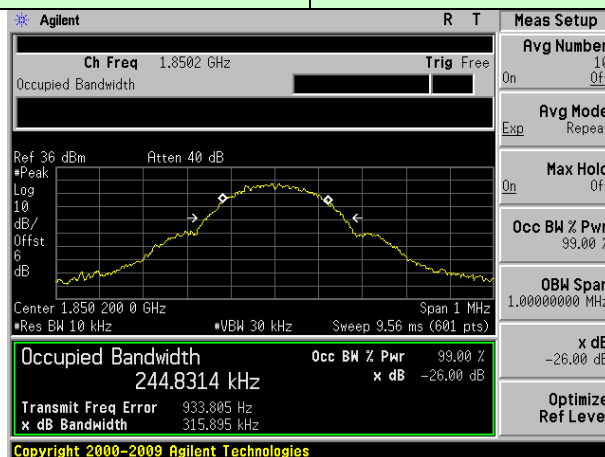 Agilent R T
Ch Freq 1.8502 GHz Trig Free
Occupied Bandwidth
Ref 36 dBm Atten 40 dB
#Peak
Log
10
dB/
Offst
6
dB
Center 1.850 200 0 GHz Span 1 MHz
#Res BW 10 kHz #VBW 30 kHz Sweep 9.56 ms (601 pts)
Occupied Bandwidth Occ BW % Pwr 99.00 %
244.8314 kHz x dB -26.00 dB
Transmit Freq Error 933.805 Hz
x dB Bandwidth 315.895 kHz
Copyright 2000-2009 Agilent Technologies
Meas Setup
Avg Number
10
On Off
Avg Mode
Exp Repeat
Max Hold
On Off
Occ BW % Pwr
99.00 %
OBW Span
1.00000000 MHz
x dB
-26.00 dB
Optimize
Ref Level